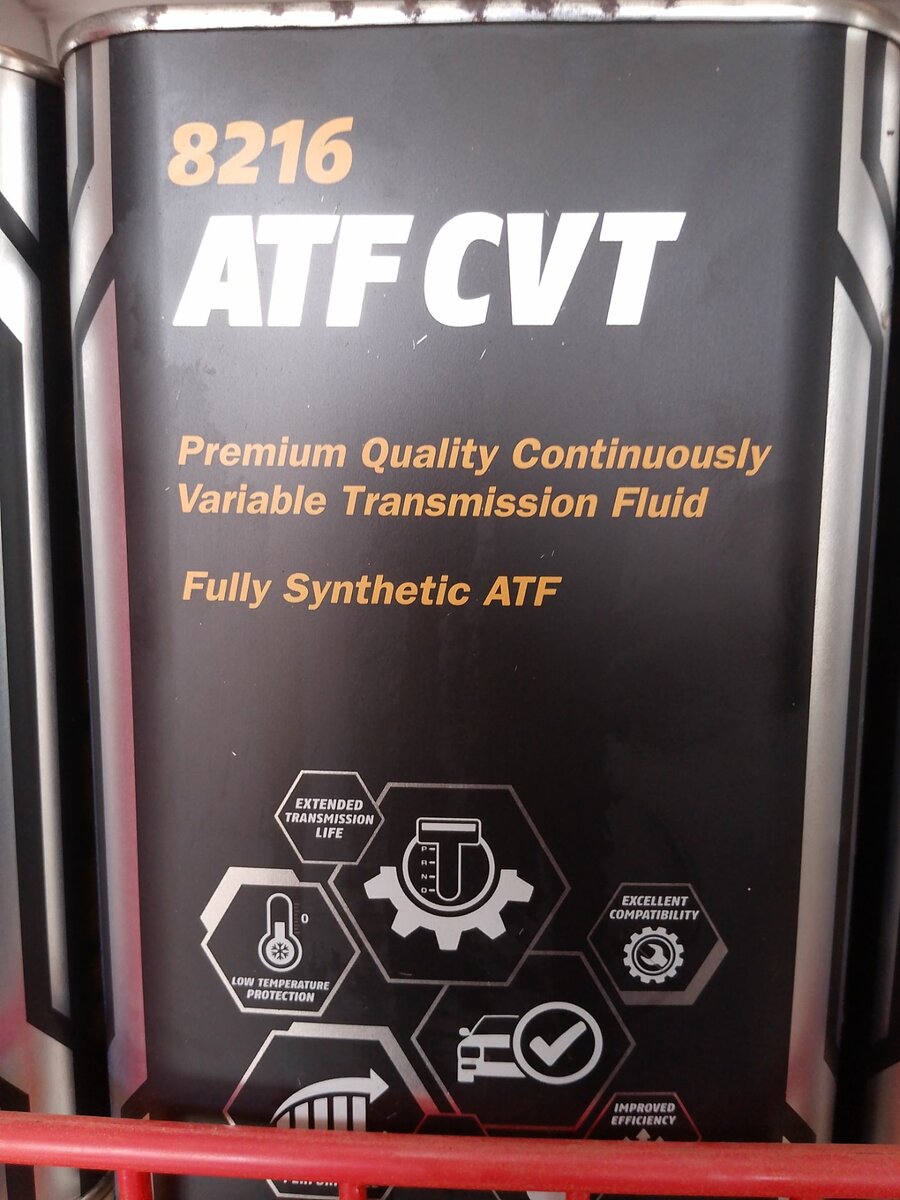 8216
ATF CVT
Premium Quality Continuously
Variable Transmission Fluid
Fully Synthetic ATF
EXTENDED
TRANSMISSION
LIFE
P
R
N
D
0
LOW TEMPERATURE
PROTECTION
EXCELLENT
COMPATIBILITY
IMPROVED
EFFICIENCY